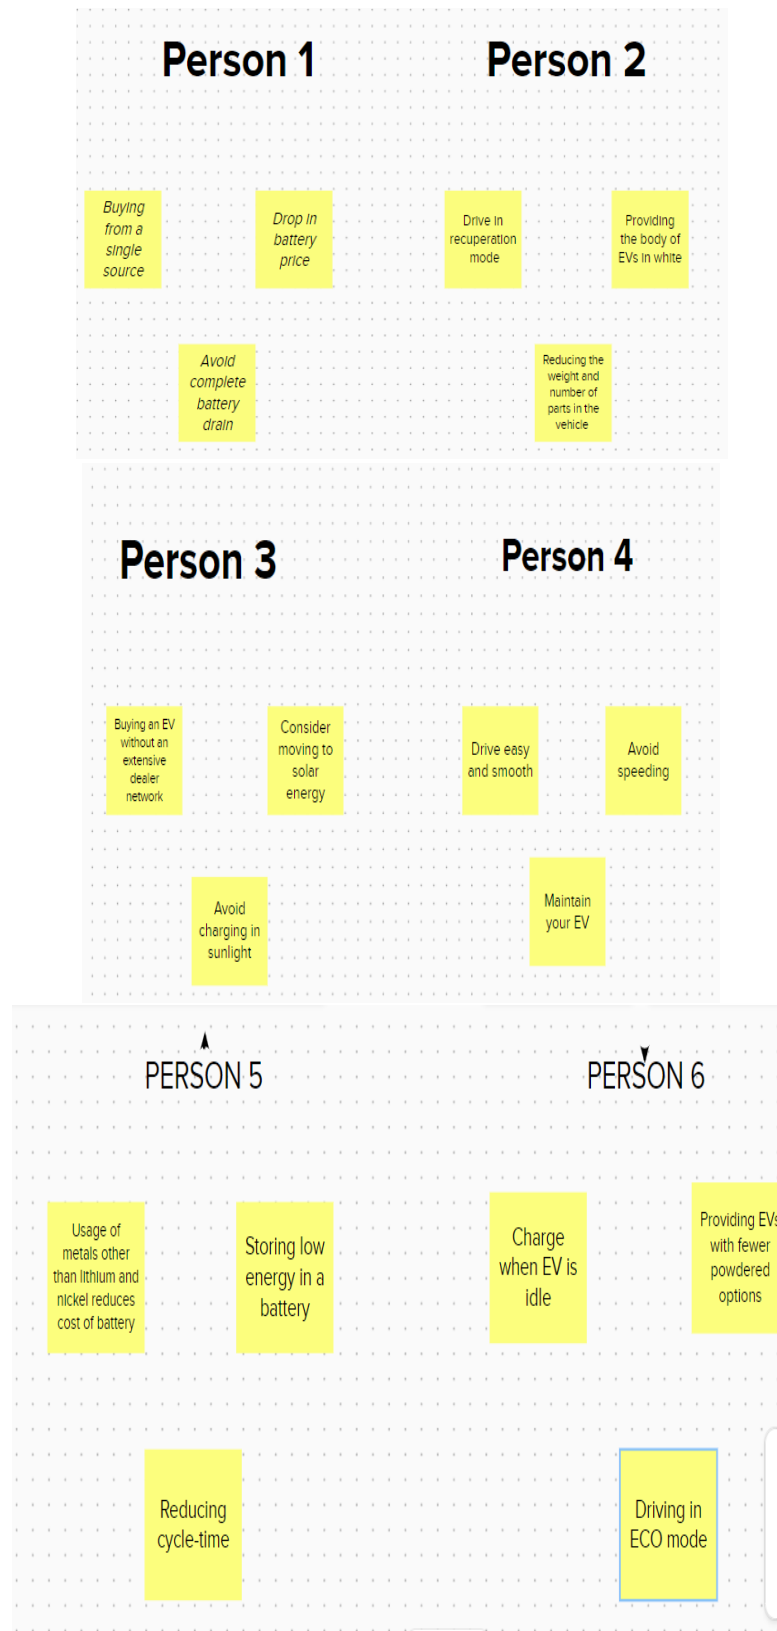 Person 1
Person 2
Buying
from a
single
source
Drop in
battery
price
Drive in
recuperation
mode
Providing
the body of
EVs in white
Avoid
complete
battery
drain
Reducing the
weight and
number of
parts in the
vehicle
Person 3
Person 4
Buying an EV
without an
extensive
dealer
network
Consider
moving to
solar
energy
Drive easy
and smooth
Avoid
speeding
Avoid
charging in
sunlight
Maintain
your EV
PERSON 5
PERSON 6
Usage of
metals other
than lithium and
nickel reduces
cost of battery
Storing low
energy in a
battery
Charge
when EV is
idle
Providing EVs
with fewer
powdered
options
Reducing
cycle-time
Driving in
ECO mode